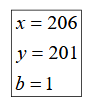 x = 206
y = 201
b = 1